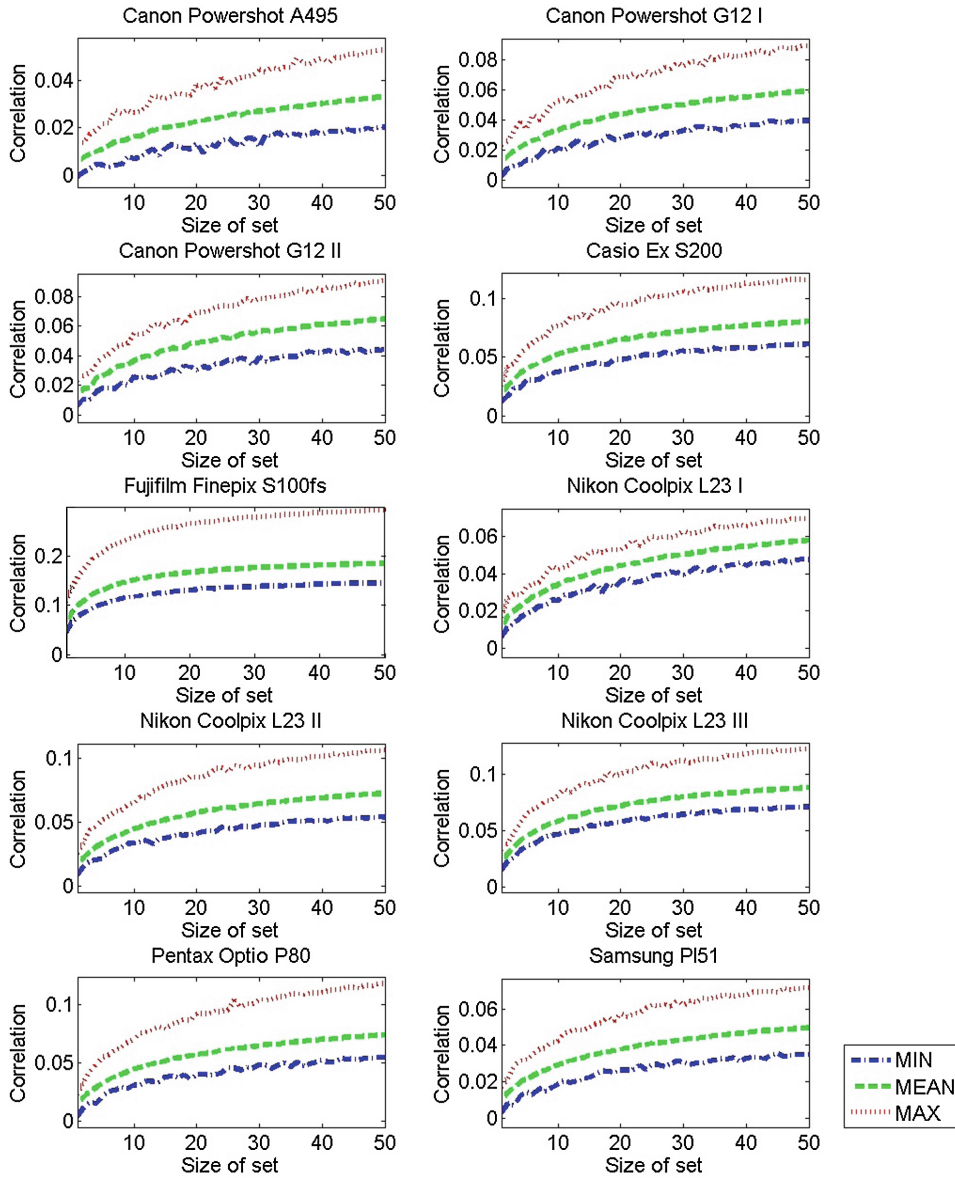 Canon Powershot A495
Correlation
0.04
0.02
0
10 20 30 40 50
Size of set
Canon Powershot G12 I
Correlation
0.08
0.06
0.04
0.02
0
10 20 30 40 50
Size of set
Canon Powershot G12 II
Correlation
0.08
0.06
0.04
0.02
0
10 20 30 40 50
Size of set
Casio Ex S200
Correlation
0.1
0.05
0
10 20 30 40 50
Size of set
Fujifilm Finepix S100fs
Correlation
0.2
0.1
0
10 20 30 40 50
Size of set
Nikon Coolpix L23 I
Correlation
0.06
0.04
0.02
0
10 20 30 40 50
Size of set
Nikon Coolpix L23 II
Correlation
0.1
0.05
0
10 20 30 40 50
Size of set
Nikon Coolpix L23 III
Correlation
0.1
0.05
0
10 20 30 40 50
Size of set
Pentax Optio P80
Correlation
0.1
0.05
0
10 20 30 40 50
Size of set
Samsung Pl51
Correlation
0.06
0.04
0.02
0
10 20 30 40 50
Size of set
MIN
MEAN
MAX